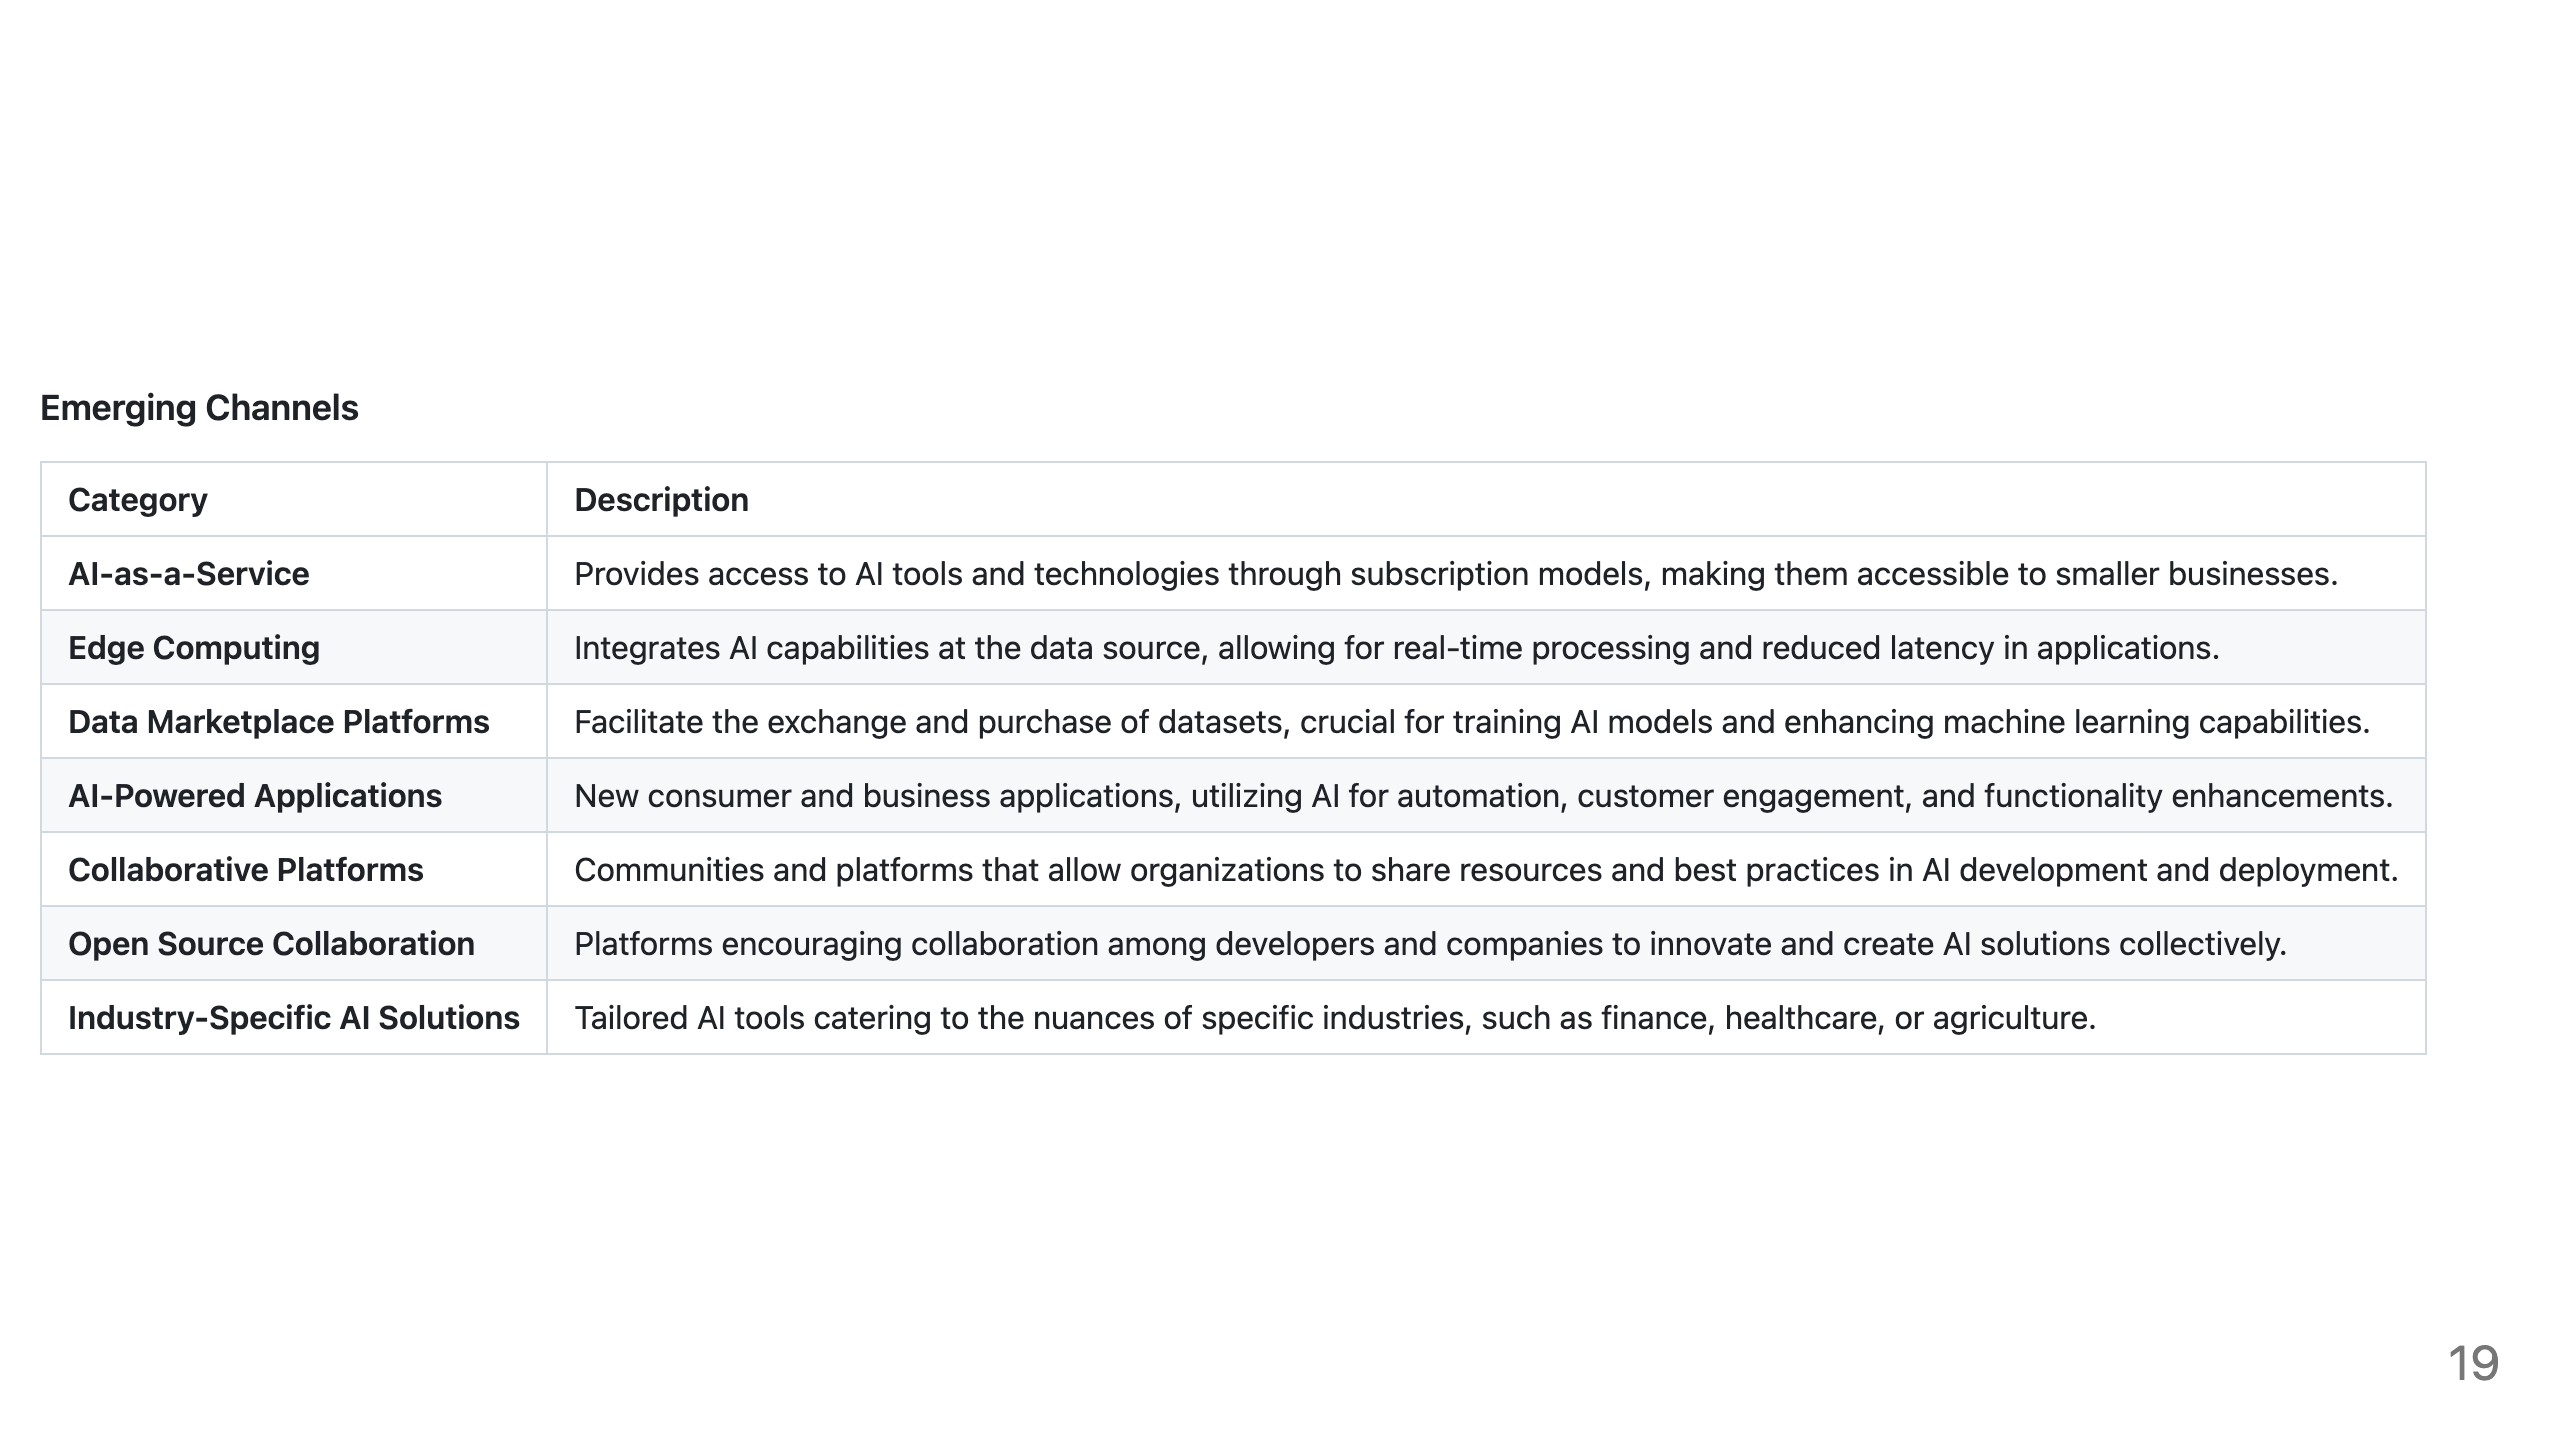 Emerging Channels
Category Description
AI-as-a-Service Provides access to AI tools and technologies through subscription models, making them accessible to smaller businesses.
Edge Computing Integrates AI capabilities at the data source, allowing for real-time processing and reduced latency in applications.
Data Marketplace Platforms Facilitate the exchange and purchase of datasets, crucial for training AI models and enhancing machine learning capabilities.
AI-Powered Applications New consumer and business applications, utilizing AI for automation, customer engagement, and functionality enhancements.
Collaborative Platforms Communities and platforms that allow organizations to share resources and best practices in AI development and deployment.
Open Source Collaboration Platforms encouraging collaboration among developers and companies to innovate and create AI solutions collectively.
Industry-Specific AI Solutions Tailored AI tools catering to the nuances of specific industries, such as finance, healthcare, or agriculture.
19